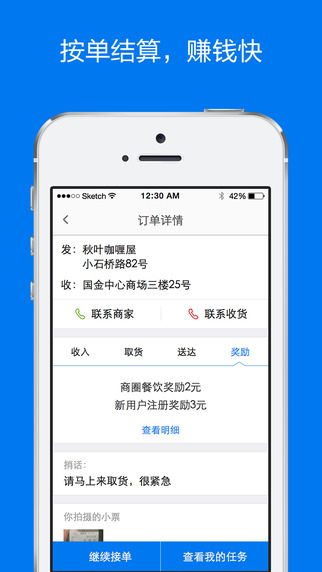 按单结算，赚钱快
Sketch
12:30 AM
42%
订单详情
发：秋叶咖喱屋
小石桥路82号
收：国金中心商场三楼25号
联系商家
联系收货
收入
取货
送达
奖励
商圈餐饮奖励2元
新用户注册奖励3元
查看明细
捎话：
请马上来取货，很紧急
你拍摄的小票
继续接单
查看我的任务